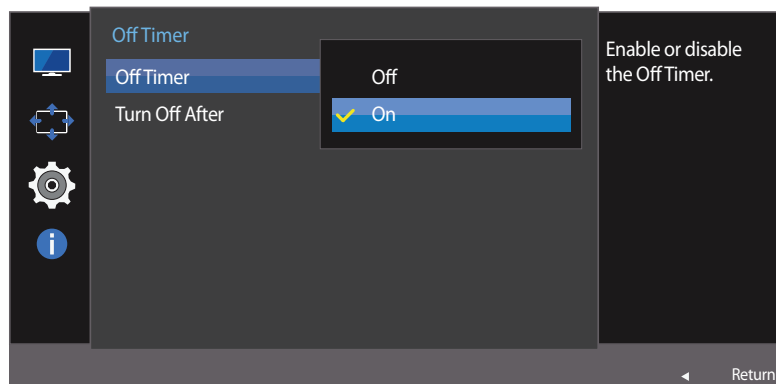 Off Timer
Off Timer
Off
Turn Off After
On
Enable or disable
the Off Timer.
Return